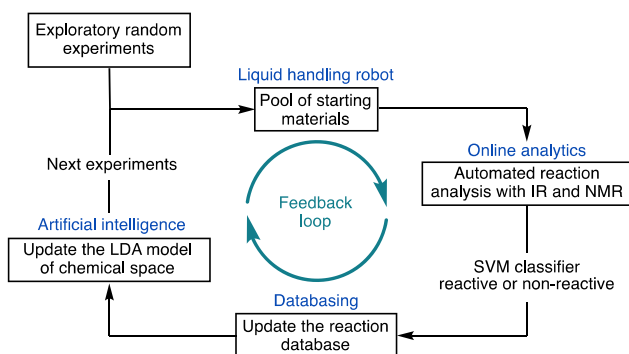 Exploratory random
experiments
Liquid handling robot
Pool of starting
materials
Online analytics
Automated reaction
analysis with IR and NMR
SVM classifier
reactive or non-reactive
Databasing
Update the reaction
database
Artificial intelligence
Update the LDA model
of chemical space
Next experiments
Feedback
loop